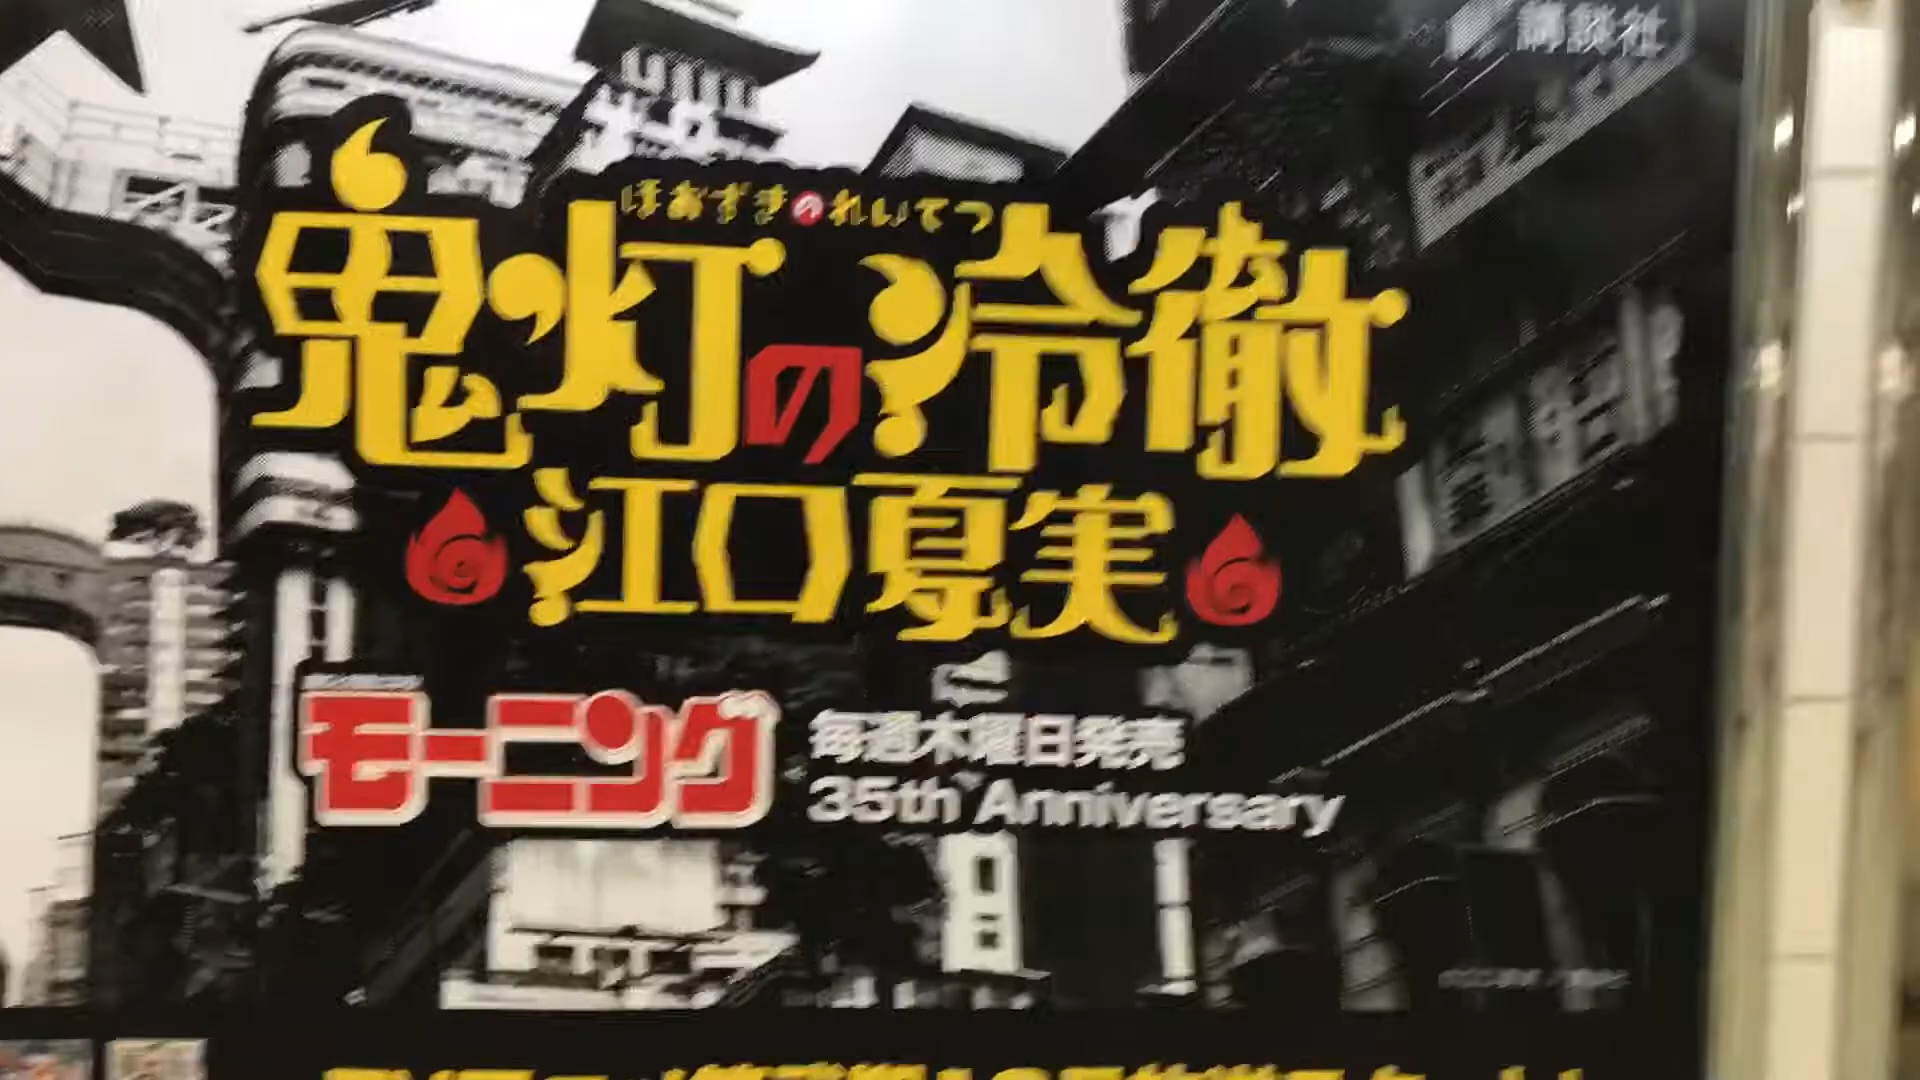 講談社
ほおずきのれいてつ
鬼灯の冷徹
江口夏実
モーニング
毎週木曜日発売
35th Anniversary